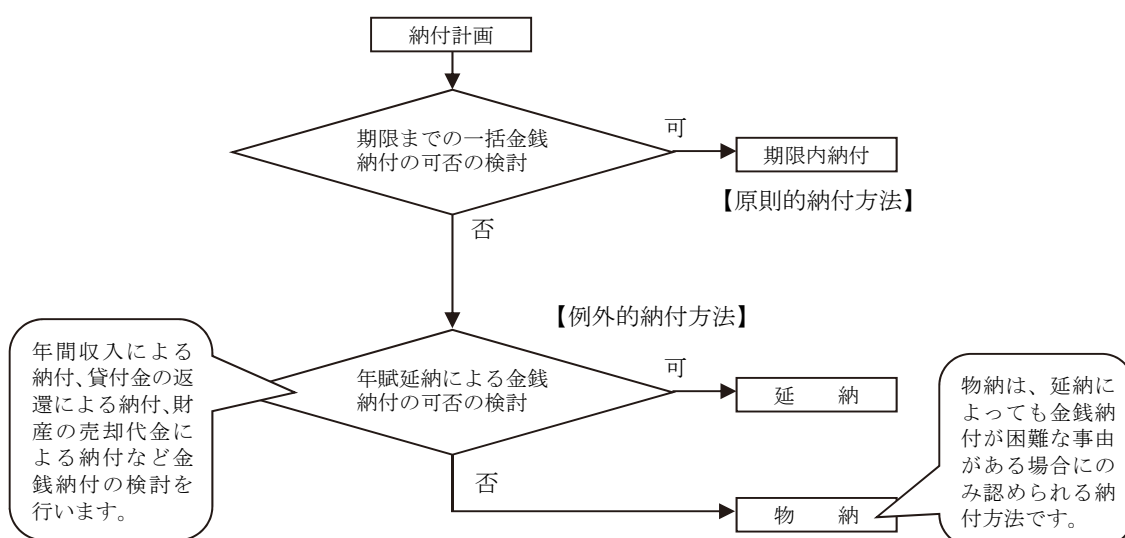 納付計画
期限までの一括金銭
納付の可否の検討
可
期限内納付
【原則的納付方法】
否
【例外的納付方法】
年間収入による
納付、貸付金の返
還による納付、財
産の売却代金に
よる納付など金
銭納付の検討を
行います。
年賦延納による金銭
納付の可否の検討
可
延　納
物納は、延納に
よっても金銭納
付が困難な事由
がある場合にの
み認められる納
付方法です。
否
物　納